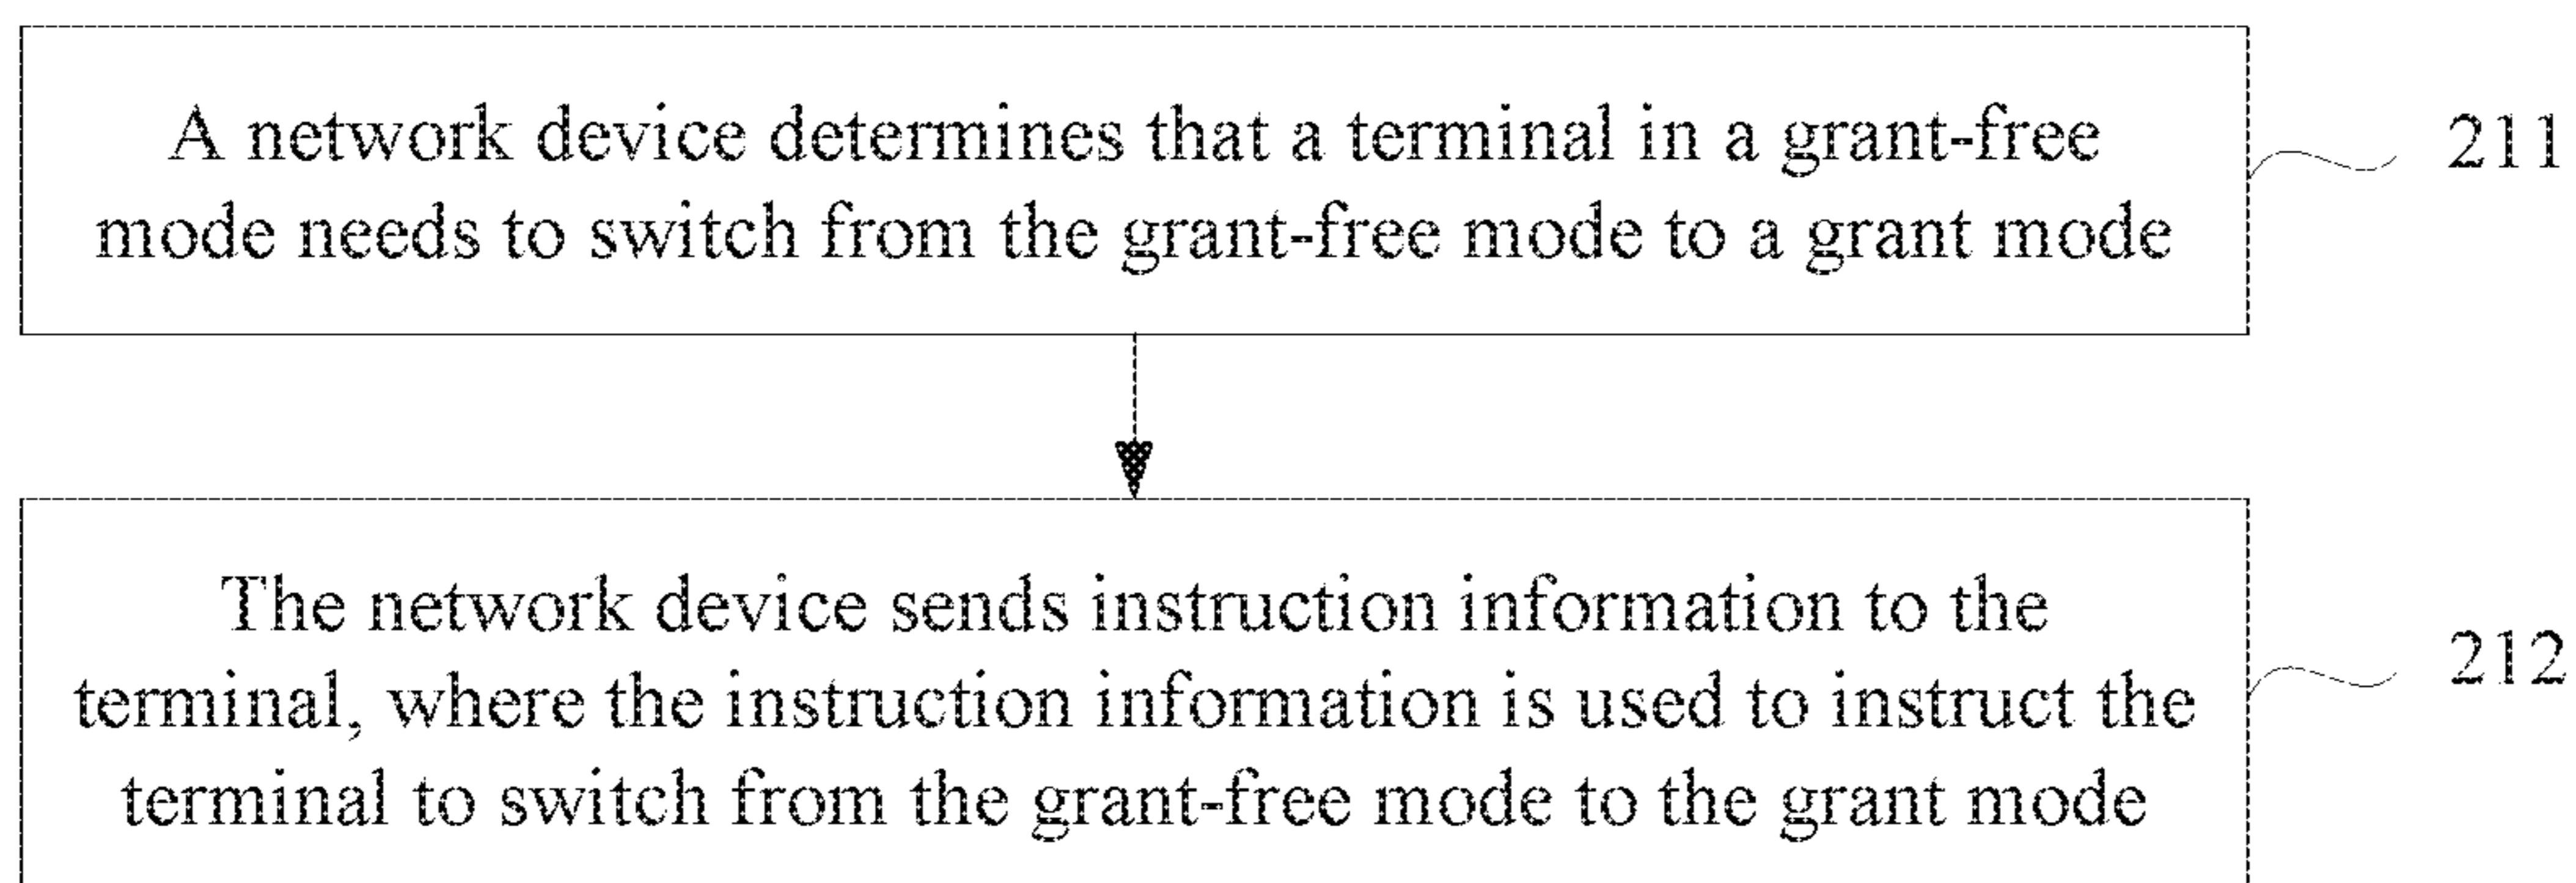 A network device determines that a terminal in a grant-free
mode needs to switch from the grant-free mode to a grant mode
211
The network device sends instruction information to the
terminal, where the instruction information is used to instruct the
terminal to switch from the grant-free mode to the grant mode
212